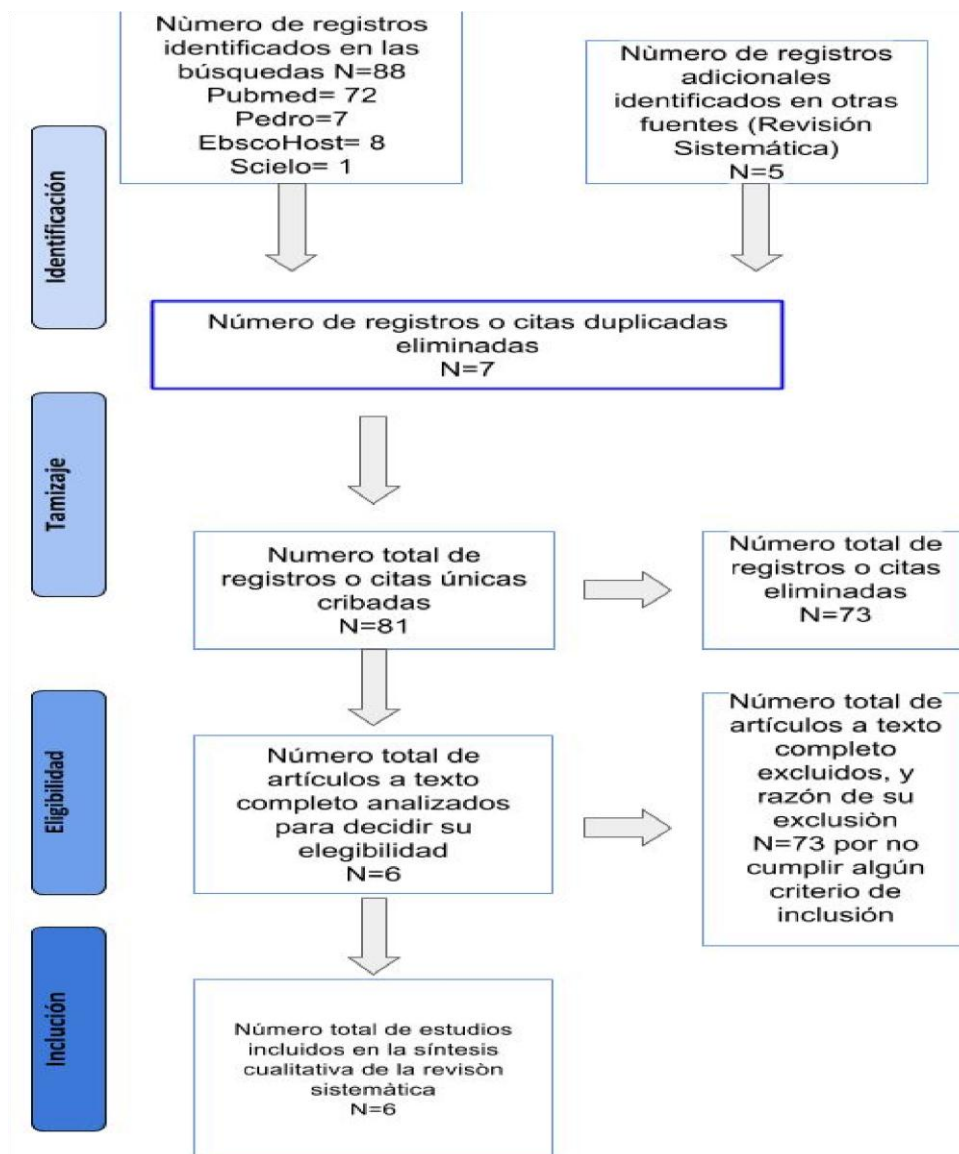 Nùmero de registros
identificados en las
búsquedas N=88
Pubmed= 72
Pedro=7
EbscoHost= 8
Scielo= 1
Nùmero de registros
adicionales
identificados en otras
fuentes (Revisión
Sistemática)
N=5
Identificación
Número de registros o citas duplicadas
eliminadas
N=7
Tamizaje
Numero total de
registros o citas únicas
cribadas
N=81
Número total de
registros o citas
eliminadas
N=73
Eligibilidad
Número total de
artículos a texto
completo analizados
para decidir su
elegibilidad
N=6
Número total de
artículos a texto
completo
excluidos, y
razón de su
exclusiòn
N=73 por no
cumplir algún
criterio de
inclusión
Inclución
Número total de estudios
incluidos en la síntesis
cualitativa de la revisòn
sistemàtica
N=6